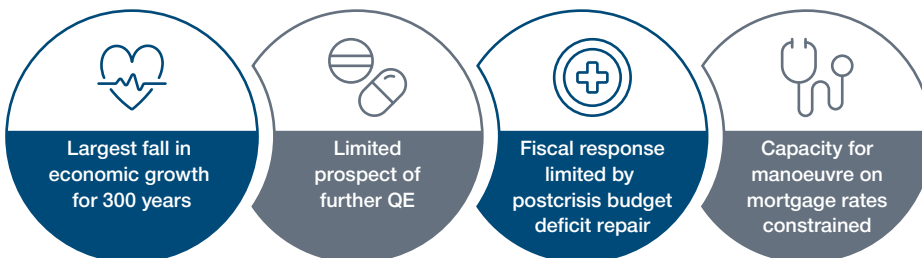 Largest fall in
economic growth
for 300 years
Limited
prospect of
further QE
Fiscal response
limited by
postcrisis budget
deficit repair
Capacity for
manoeuvre on
mortgage rates
constrained